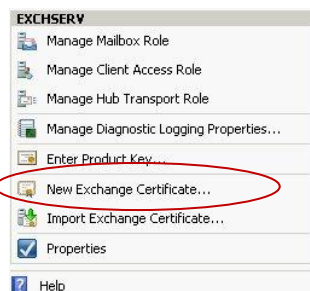 EXCHSERV
Manage Mailbox Role
Manage Client Access Role
Manage Hub Transport Role
Manage Diagnostic Logging Properties...
Enter Product Key...
New Exchange Certificate...
Import Exchange Certificate...
Properties
Help